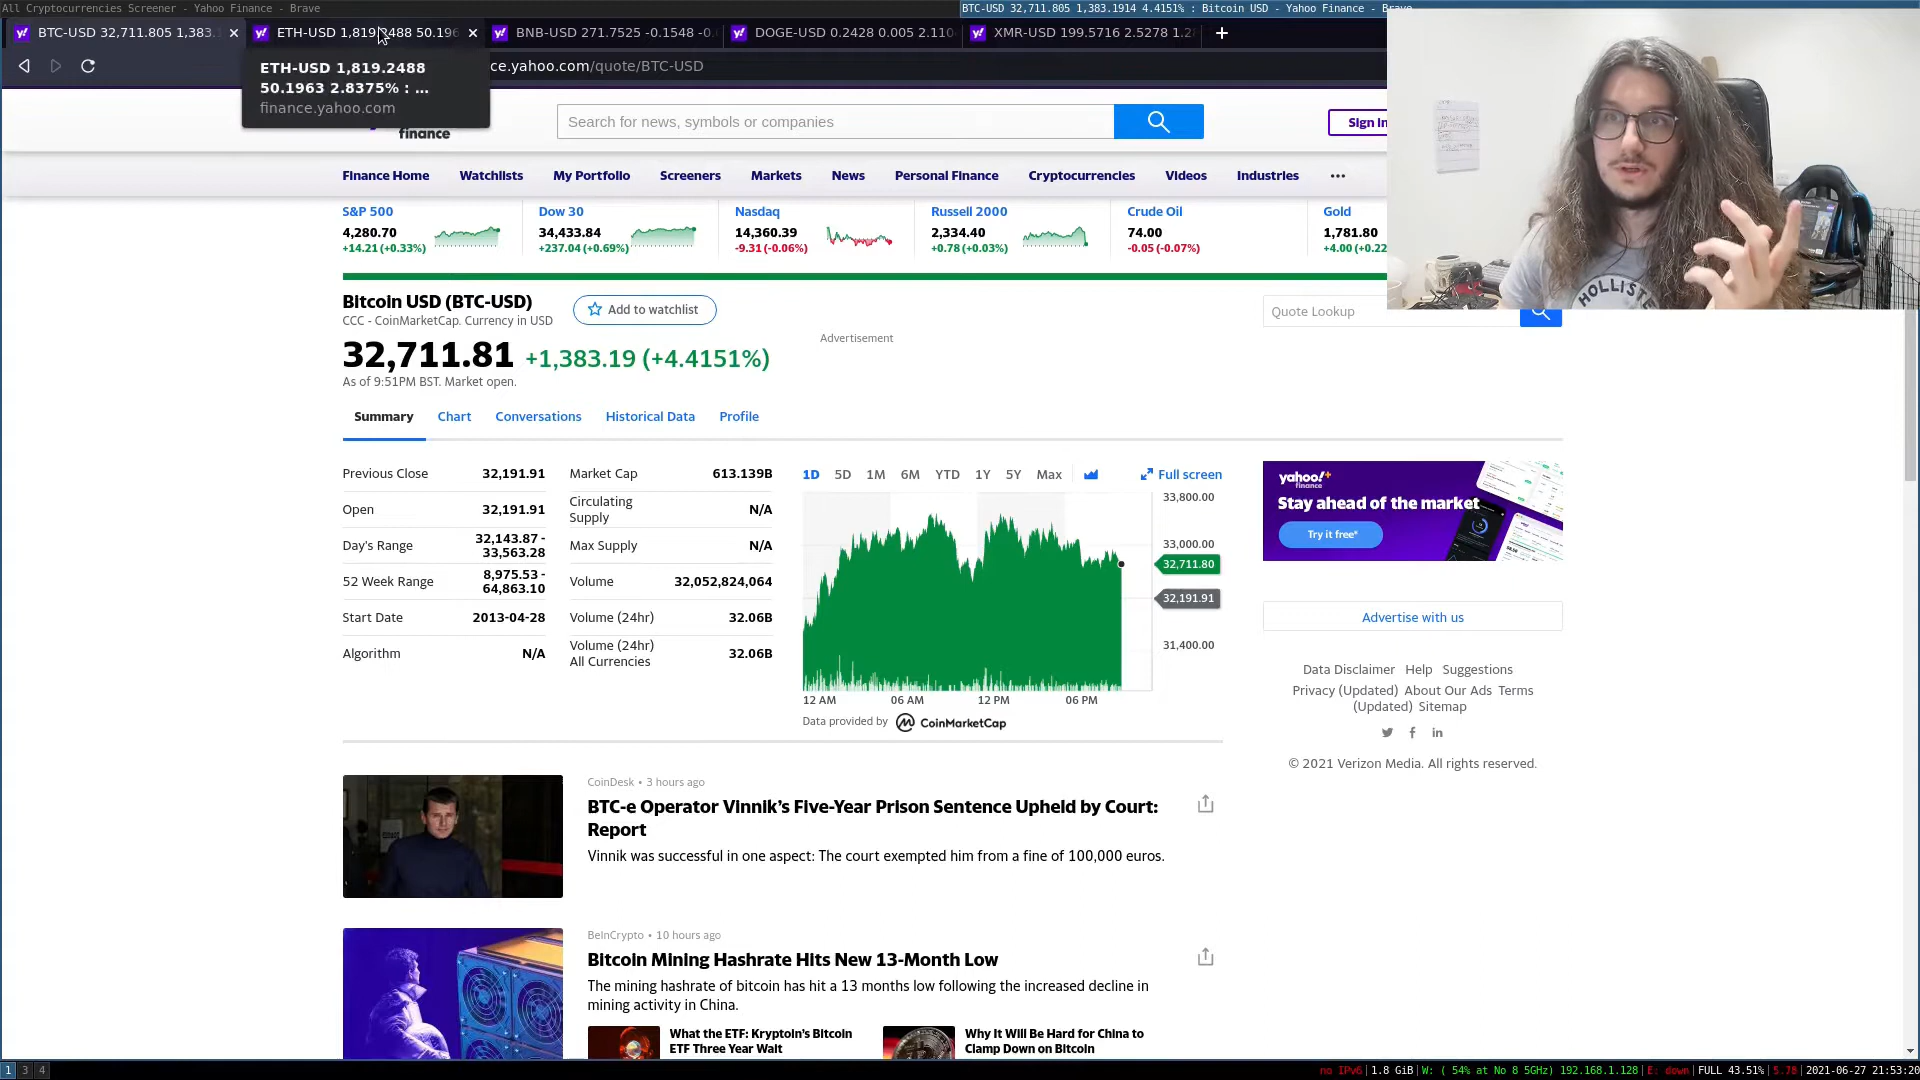 All Cryptocurrencies Screener - Yahoo Finance - Brave
BTC-USD 32,711.805 1,383.1914 4.4151% : Bitcoin USD - Yahoo Finance - Brave
BTC-USD 32,711.805 1,383.1
ETH-USD 1,819.2488 50.196
BNB-USD 271.7525 -0.1548 -0.
DOGE-USD 0.2428 0.005 2.110
XMR-USD 199.5716 2.5278 1.2
ce.yahoo.com/quote/BTC-USD
ETH-USD 1,819.2488
50.1963 2.8375% : ...
finance.yahoo.com
finance
Search for news, symbols or companies
Sign in
Finance Home
Watchlists
My Portfolio
Screeners
Markets
News
Personal Finance
Cryptocurrencies
Videos
Industries
S&P 500
4,280.70
+14.21 (+0.33%)
Dow 30
34,433.84
+237.04 (+0.69%)
Nasdaq
14,360.39
-9.31 (-0.06%)
Russell 2000
2,334.40
+0.78 (+0.03%)
Crude Oil
74.00
-0.05 (-0.07%)
Gold
1,781.80
+4.00 (+0.22
HOLLISTE
Bitcoin USD (BTC-USD)
CCC - CoinMarketCap. Currency in USD
Add to watchlist
32,711.81 +1,383.19 (+4.4151%)
As of 9:51PM BST. Market open.
Advertisement
Quote Lookup
Summary
Chart
Conversations
Historical Data
Profile
Previous Close 32,191.91
Open 32,191.91
Day's Range 32,143.87 -
33,563.28
52 Week Range 8,975.53 -
64,863.10
Start Date 2013-04-28
Algorithm N/A
Market Cap 613.139B
Circulating
Supply N/A
Max Supply N/A
Volume 32,052,824,064
Volume (24hr) 32.06B
Volume (24hr)
All Currencies 32.06B
1D 5D 1M 6M YTD 1Y 5Y Max
Full screen
33,800.00
33,000.00
32,711.80
32,191.91
31,400.00
12 AM 06 AM 12 PM 06 PM
Data provided by CoinMarketCap
yahoo!+
finance
Stay ahead of the market
Try it free*
Advertise with us
Data Disclaimer Help Suggestions
Privacy (Updated) About Our Ads Terms
(Updated) Sitemap
© 2021 Verizon Media. All rights reserved.
CoinDesk • 3 hours ago
BTC-e Operator Vinnik’s Five-Year Prison Sentence Upheld by Court:
Report
Vinnik was successful in one aspect: The court exempted him from a fine of 100,000 euros.
BeInCrypto • 10 hours ago
Bitcoin Mining Hashrate Hits New 13-Month Low
The mining hashrate of bitcoin has hit a 13 months low following the increased decline in
mining activity in China.
What the ETF: Kryptoin’s Bitcoin
ETF Three Year Wait
Why It Will Be Hard for China to
Clamp Down on Bitcoin
1 3 4
no IPv6 | 1.8 GiB | W: ( 54% at No 8 5GHz) 192.168.1.128 | E: down | FULL 43.51% | 5.78 | 2021-06-27 21:53:20